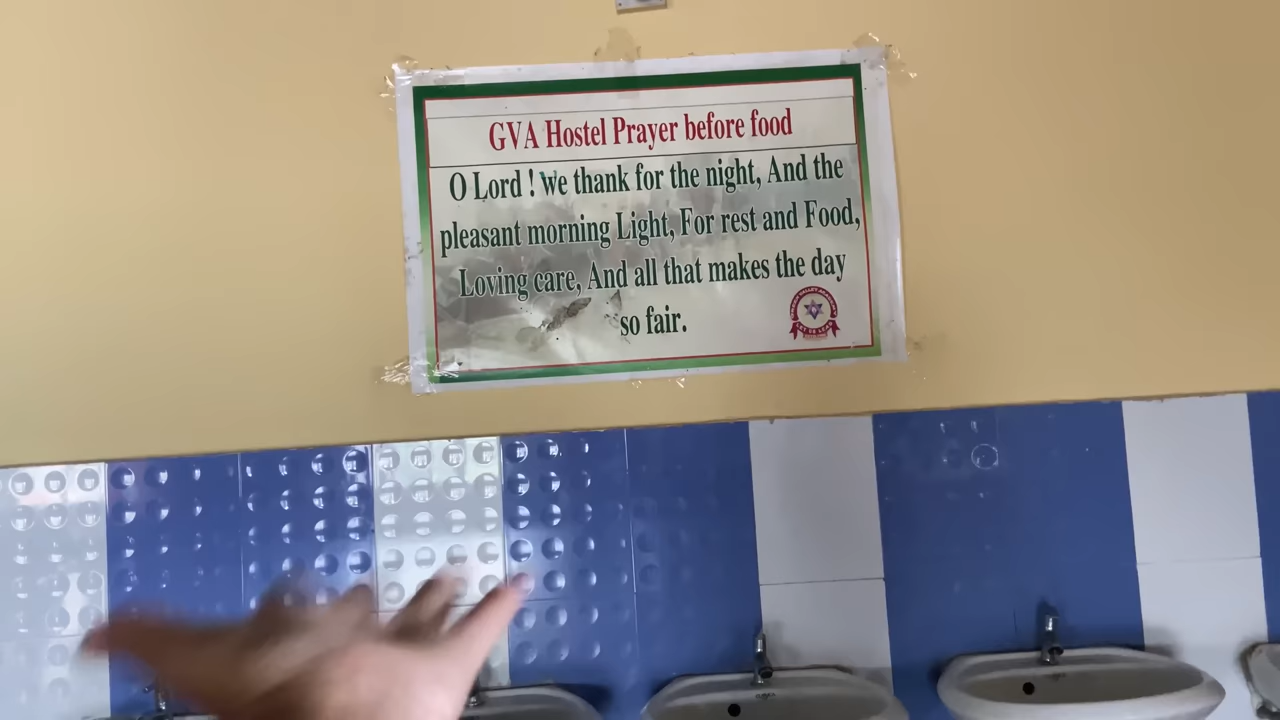 GVA Hostel Prayer before food
O Lord ! we thank for the night, And the
pleasant morning Light, For rest and Food,
Loving care, And all that makes the day
so fair.